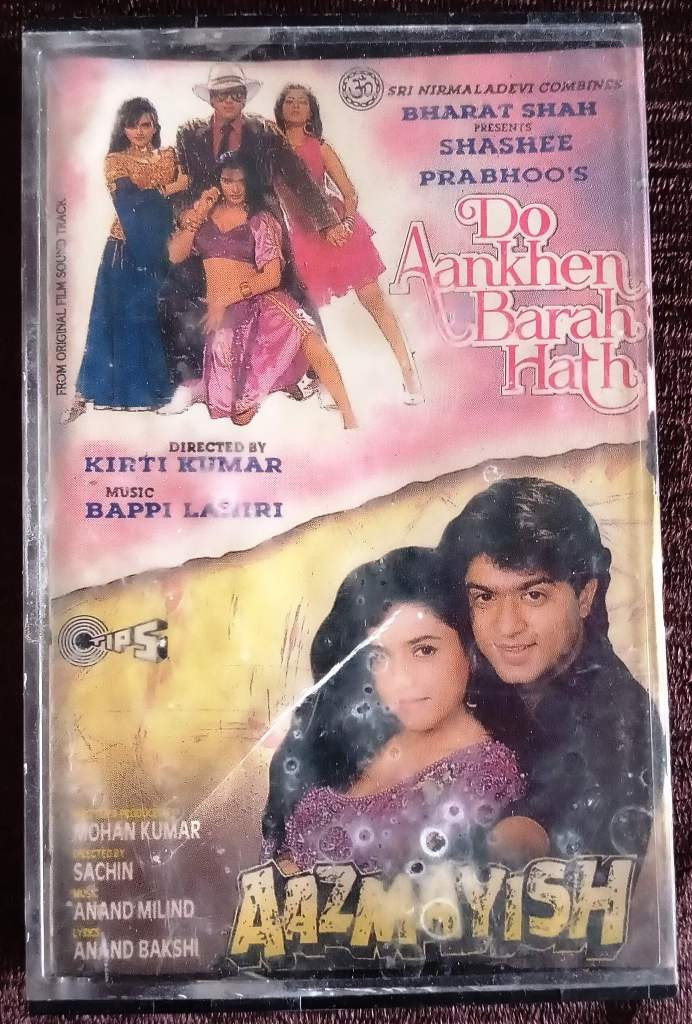 SRI NIRMALADEVI COMBINES
BHARAT SHAH
PRESENTS
SHASHEE
PRABHOO'S
Do
Aankhen
Barah
Hath
FROM ORIGINAL FILM SOUND TRACK
DIRECTED BY
KIRTI KUMAR
MUSIC
BAPPI LAHIRI
TIPS
MOHAN KUMAR
DIRECTED BY
SACHIN
MUSIC
ANAND MILIND
LYRICS
ANAND BAKSHI
AAZMAYISH